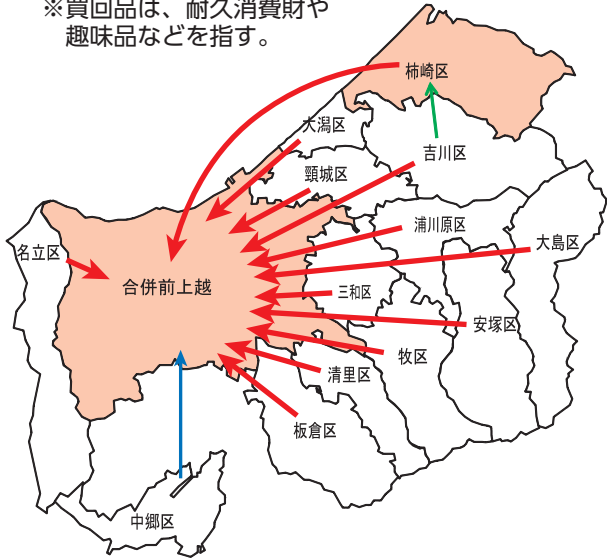 ※買回品は、耐久消費財や
趣味品などを指す。
柿崎区
大潟区
吉川区
頸城区
浦川原区
大島区
名立区
合併前上越
三和区
安塚区
牧区
清里区
板倉区
中郷区